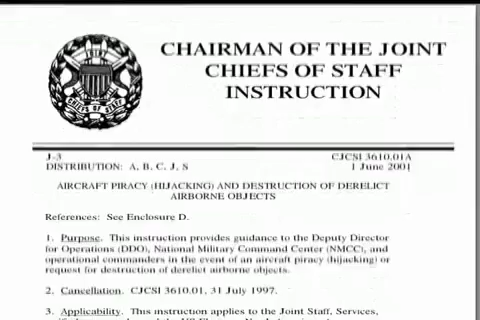 CHAIRMAN OF THE JOINT
CHIEFS OF STAFF
INSTRUCTION
JOINT
CHIEFS OF STAFF
J-3
CJCSI 3610.01A
DISTRIBUTION: A, B, C, J, S
1 June 2001
AIRCRAFT PIRACY (HIJACKING) AND DESTRUCTION OF DERELICT
AIRBORNE OBJECTS
References: See Enclosure D.
1. Purpose. This instruction provides guidance to the Deputy Director
for Operations (DDO), National Military Command Center (NMCC), and
operational commanders in the event of an aircraft piracy (hijacking) or
request for destruction of derelict airborne objects.
2. Cancellation. CJCSI 3610.01, 31 July 1997.
3. Applicability. This instruction applies to the Joint Staff, Services,